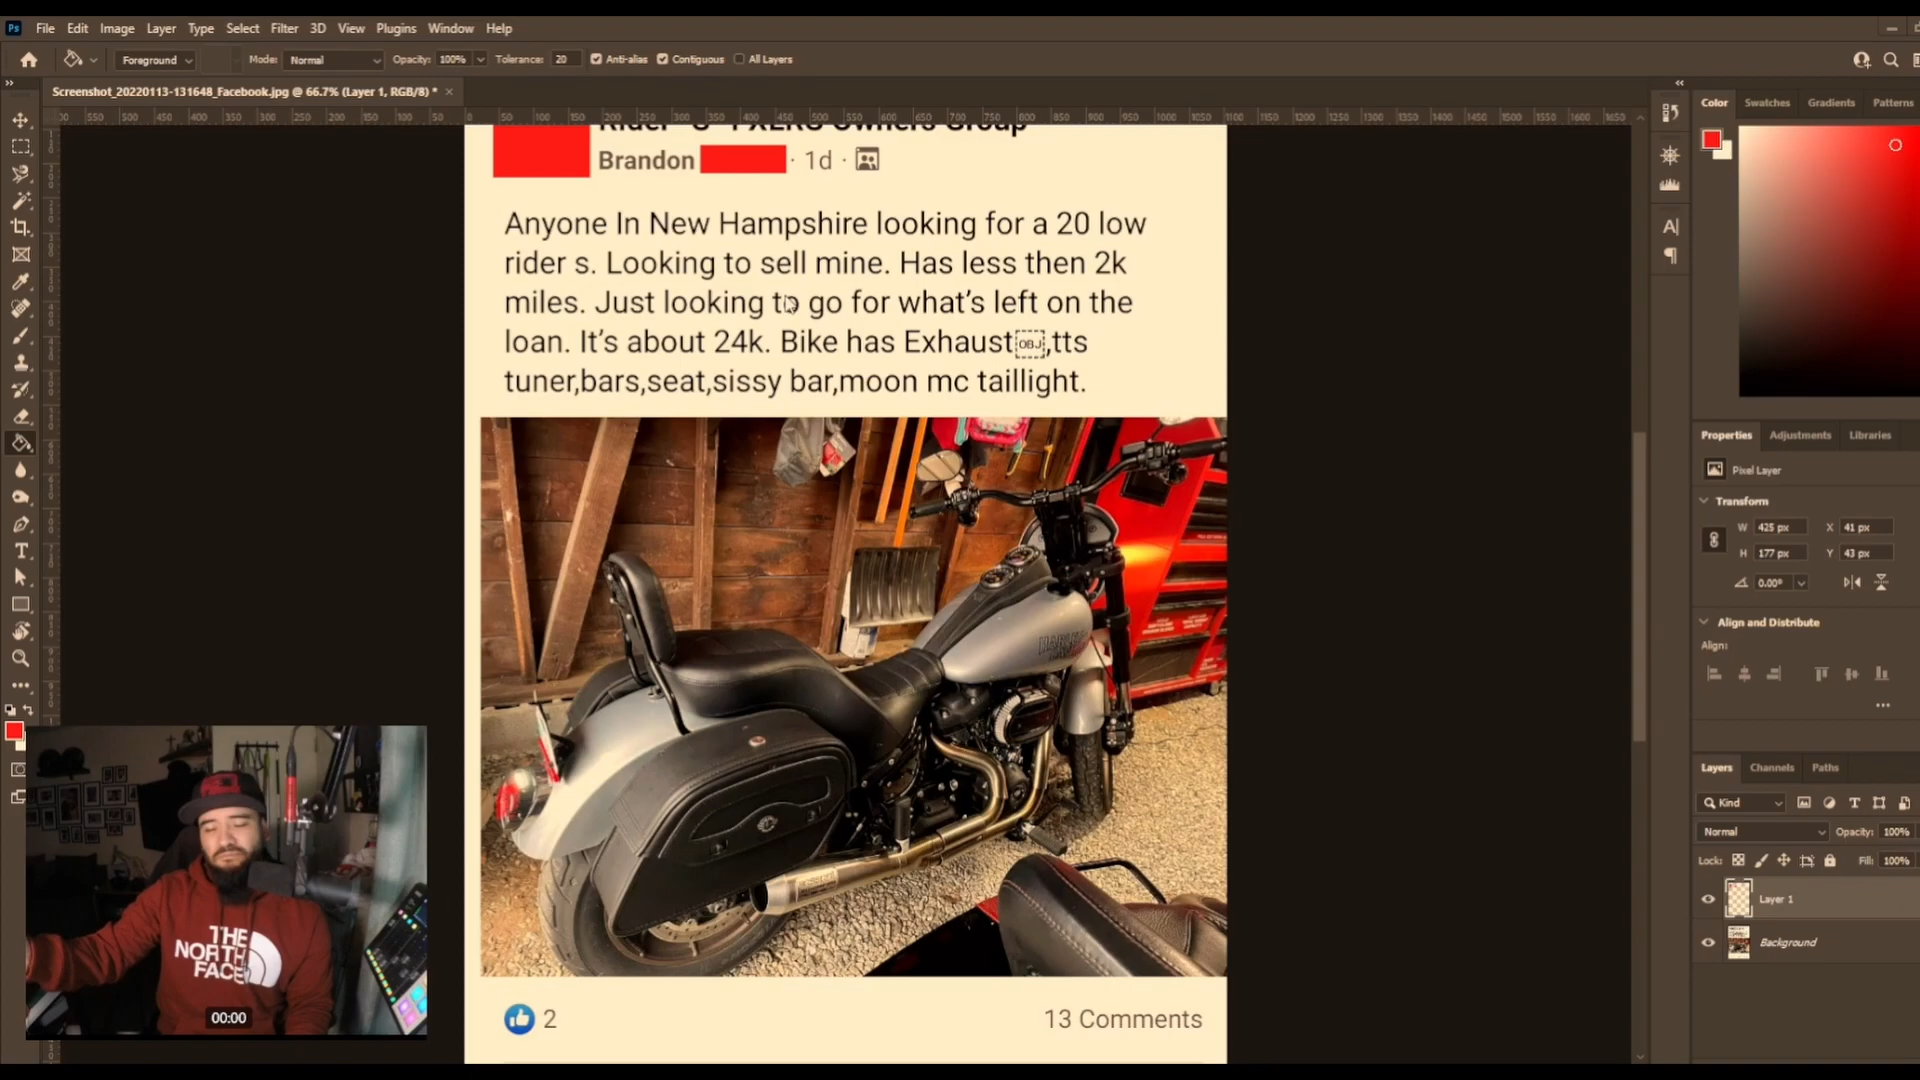 Ps File Edit Image Layer Type Select Filter 3D View Plugins Window Help
Foreground Mode: Normal Opacity: 100% Tolerance: 20 Anti-alias Contiguous All Layers
Screenshot_20220113-131648_Facebook.jpg @ 66.7% (Layer 1, RGB/8) * ×
Color Swatches Gradients Patterns
Rider "S" FXLRS Owners Group
Brandon · 1d ·
Anyone In New Hampshire looking for a 20 low
rider s. Looking to sell mine. Has less then 2k
miles. Just looking to go for what's left on the
loan. It's about 24k. Bike has Exhaust￼,tts
tuner,bars,seat,sissy bar,moon mc taillight.
2
13 Comments
THE
NORTH
FACE
00:00
Properties Adjustments Libraries
Pixel Layer
Transform
W 425 px X 41 px
H 177 px Y 43 px
0.00°
Align and Distribute
Align:
Layers Channels Paths
Kind
Normal Opacity: 100%
Lock: Fill: 100%
Layer 1
Background